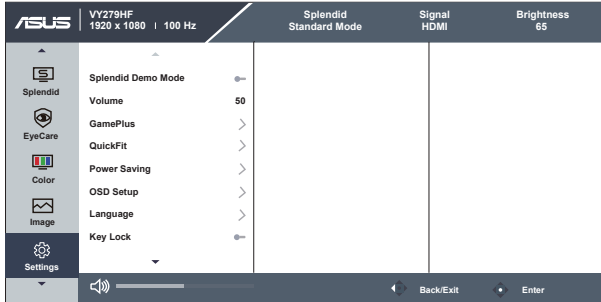 ASUS
VY279HF
1920 x 1080 | 100 Hz
Splendid
Standard Mode
Signal
HDMI
Brightness
65
Splendid
EyeCare
Color
Image
Settings
Splendid Demo Mode
Volume 50
GamePlus
QuickFit
Power Saving
OSD Setup
Language
Key Lock
Back/Exit
Enter